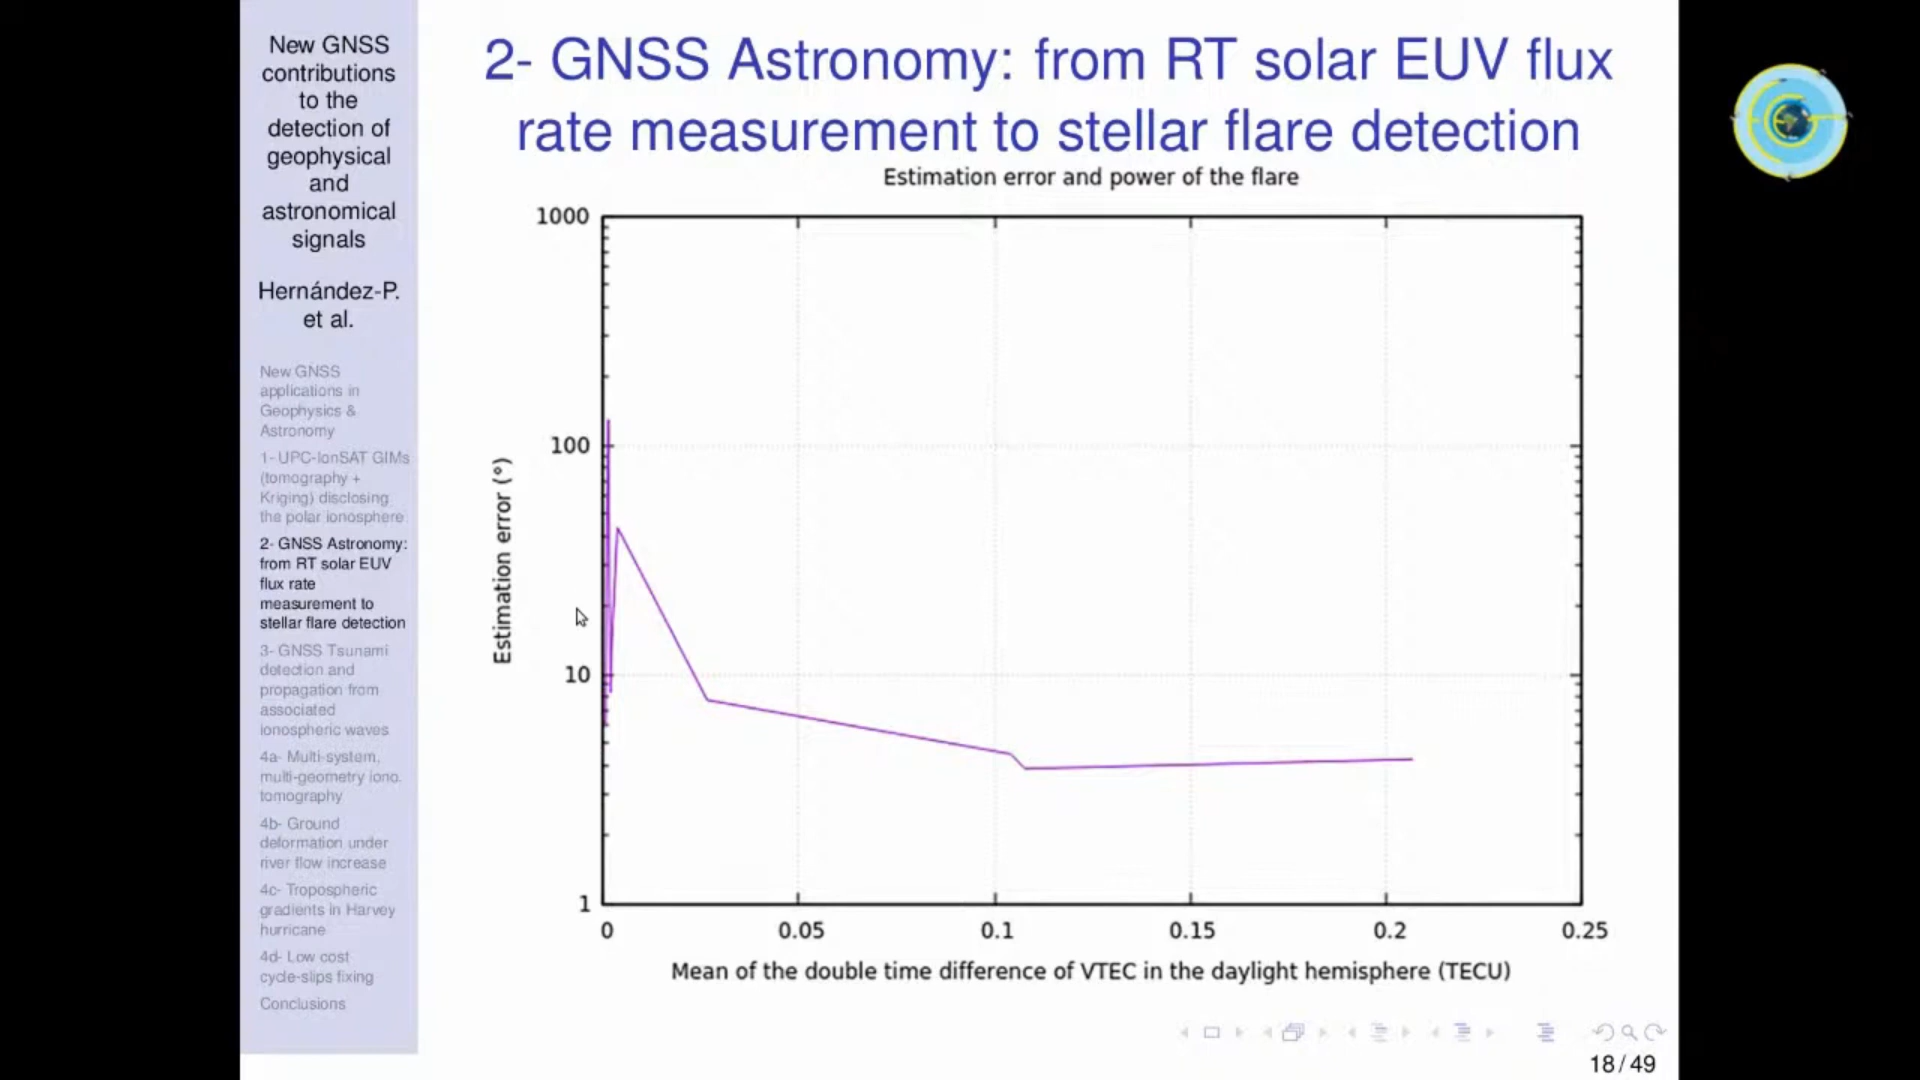 New GNSS
contributions
to the
detection of
geophysical
and
astronomical
signals
Hernández-P.
et al.
New GNSS
applications in
Geophysics &
Astronomy
1- UPC-IonSAT GIMs
(tomography +
Kriging) disclosing
the polar ionosphere
2- GNSS Astronomy:
from RT solar EUV
flux rate
measurement to
stellar flare detection
3- GNSS Tsunami
detection and
propagation from
associated
ionospheric waves
4a- Multi-system,
multi-geometry iono.
tomography
4b- Ground
deformation under
river flow increase
4c- Tropospheric
gradients in Harvey
hurricane
4d- Low cost
cycle-slips fixing
Conclusions
2- GNSS Astronomy: from RT solar EUV flux
rate measurement to stellar flare detection
Estimation error and power of the flare
1000
100
10
1
Estimation error (°)
0 0.05 0.1 0.15 0.2 0.25
Mean of the double time difference of VTEC in the daylight hemisphere (TECU)
18/49